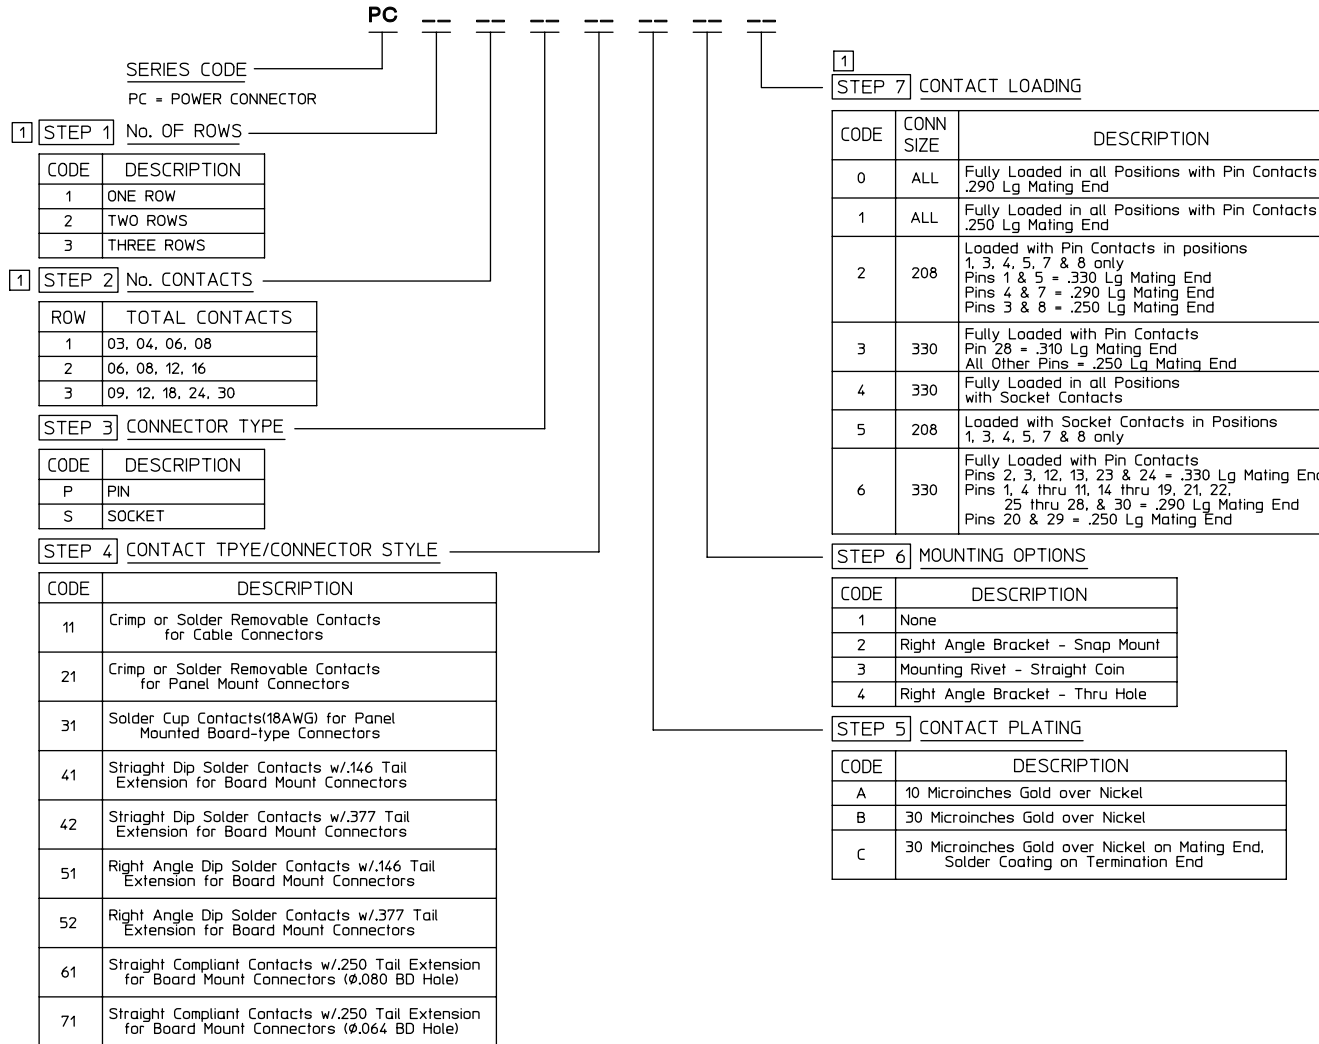 PC -- -- -- -- -- -- --
SERIES CODE
PC = POWER CONNECTOR
1 STEP 1 No. OF ROWS
CODE DESCRIPTION
1 ONE ROW
2 TWO ROWS
3 THREE ROWS
1 STEP 2 No. CONTACTS
ROW TOTAL CONTACTS
1 03, 04, 06, 08
2 06, 08, 12, 16
3 09, 12, 18, 24, 30
STEP 3 CONNECTOR TYPE
CODE DESCRIPTION
P PIN
S SOCKET
STEP 4 CONTACT TPYE/CONNECTOR STYLE
CODE DESCRIPTION
11 Crimp or Solder Removable Contacts
for Cable Connectors
21 Crimp or Solder Removable Contacts
for Panel Mount Connectors
31 Solder Cup Contacts(18AWG) for Panel
Mounted Board-type Connectors
41 Striaght Dip Solder Contacts w/.146 Tail
Extension for Board Mount Connectors
42 Striaght Dip Solder Contacts w/.377 Tail
Extension for Board Mount Connectors
51 Right Angle Dip Solder Contacts w/.146 Tail
Extension for Board Mount Connectors
52 Right Angle Dip Solder Contacts w/.377 Tail
Extension for Board Mount Connectors
61 Straight Compliant Contacts w/.250 Tail Extension
for Board Mount Connectors (Ø.080 BD Hole)
71 Straight Compliant Contacts w/.250 Tail Extension
for Board Mount Connectors (Ø.064 BD Hole)
1
STEP 7 CONTACT LOADING
CODE CONN SIZE DESCRIPTION
0 ALL Fully Loaded in all Positions with Pin Contacts
.290 Lg Mating End
1 ALL Fully Loaded in all Positions with Pin Contacts
.250 Lg Mating End
2 208 Loaded with Pin Contacts in positions
1, 3, 4, 5, 7 & 8 only
Pins 1 & 5 = .330 Lg Mating End
Pins 4 & 7 = .290 Lg Mating End
Pins 3 & 8 = .250 Lg Mating End
3 330 Fully Loaded with Pin Contacts
Pin 28 = .310 Lg Mating End
All Other Pins = .250 Lg Mating End
4 330 Fully Loaded in all Positions
with Socket Contacts
5 208 Loaded with Socket Contacts in Positions
1, 3, 4, 5, 7 & 8 only
6 330 Fully Loaded with Pin Contacts
Pins 2, 3, 12, 13, 23 & 24 = .330 Lg Mating End
Pins 1, 4 thru 11, 14 thru 19, 21, 22,
25 thru 28, & 30 = .290 Lg Mating End
Pins 20 & 29 = .250 Lg Mating End
STEP 6 MOUNTING OPTIONS
CODE DESCRIPTION
1 None
2 Right Angle Bracket - Snap Mount
3 Mounting Rivet - Straight Coin
4 Right Angle Bracket - Thru Hole
STEP 5 CONTACT PLATING
CODE DESCRIPTION
A 10 Microinches Gold over Nickel
B 30 Microinches Gold over Nickel
C 30 Microinches Gold over Nickel on Mating End,
Solder Coating on Termination End